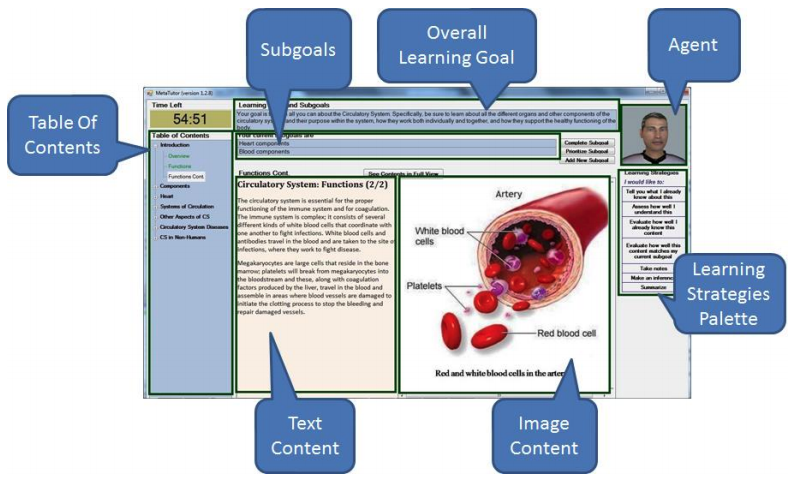 Subgoals
Overall
Learning Goal
Agent
Table Of
Contents
MetaTutor (version 1.2.8)
Time Left
54:51
Learning
nd Subgoals
Your goal is
all you can about the Circulatory System. Specifically, be sure to learn about all the different organs and other components of the
circulatory sys
and their purpose within the system, how they work both individually and together, and how they support the healthy functioning of the
body.
Your current subgoals are
Heart components
Blood components
Complete Subgoal
Prioritize Subgoal
Add New Subgoal
Table of Contents
Introduction
Overview
Functions
Functions Cont.
Components
Heart
Systems of Circulation
Other Aspects of CS
Circulatory System Diseases
CS in Non-Humans
Functions Cont.
See Contents in Full View
Circulatory System: Functions (2/2)
The circulatory system is essential for the proper
functioning of the immune system and for coagulation.
The immune system is complex; it consists of several
different kinds of white blood cells that coordinate with
one another to fight infections. White blood cells and
antibodies travel in the blood and are taken to the site o
infections, where they work to fight disease.
Megakaryocytes are large cells that reside in the bone
marrow; platelets will break from megakaryocytes into
the bloodstream and these, along with coagulation
factors produced by the liver, travel in the blood and
assemble in areas where blood vessels are damaged to
initiate the clotting process to stop the bleeding and
repair damaged vessels.
Artery
White blood
cells
Platelets
Red blood cell
Red and white blood cells in the arter
Learning Strategies
I would like to:
Tell you what I already
know about this
Assess how well I
understand this
Evaluate how well I
already know this
content
Evaluate how well this
content matches my
current subgoal
Take notes
Make an inference
Summarize
Learning
Strategies
Palette
Text
Content
Image
Content